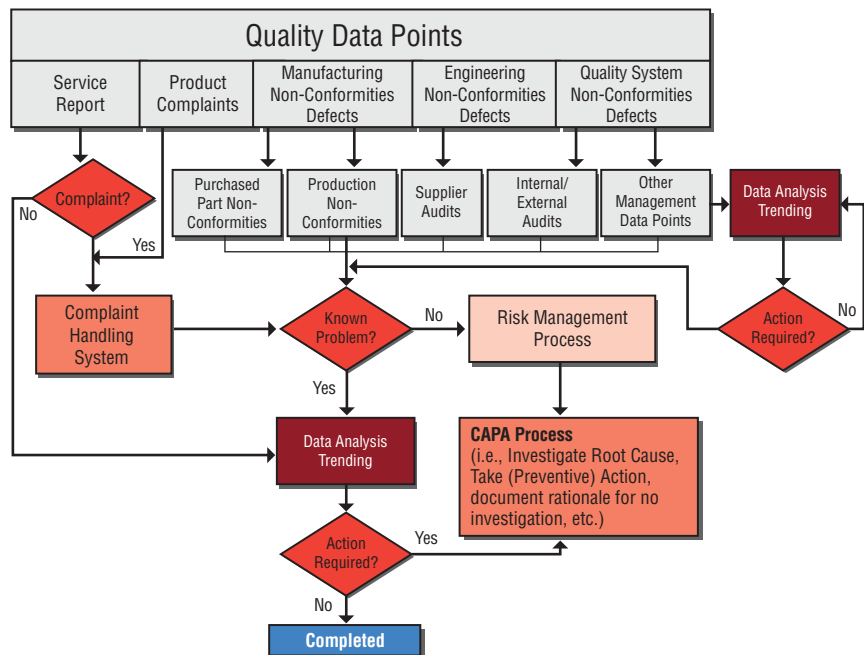 Quality Data Points
Service
Report
Product
Complaints
Manufacturing
Non-Conformities
Defects
Engineering
Non-Conformities
Defects
Quality System
Non-Conformities
Defects
Complaint?
No
Yes
Purchased
Part Non-
Conformities
Production
Non-
Conformities
Supplier
Audits
Internal/
External
Audits
Other
Management
Data Points
Data Analysis
Trending
Complaint
Handling
System
Known
Problem?
No
Risk Management
Process
Action
Required?
No
Yes
Data Analysis
Trending
CAPA Process
(i.e., Investigate Root Cause,
Take (Preventive) Action,
document rationale for no
investigation, etc.)
Action
Required?
Yes
No
Completed